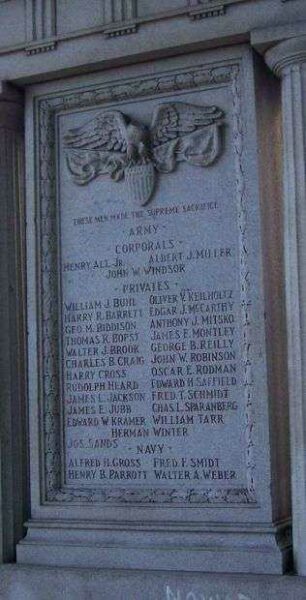 THESE MEN MADE THE SUPREME SACRIFICE
ARMY
- CORPORALS -
HENRY ALL JR. ALBERT J. MILLER
JOHN W. WINDSOR
- PRIVATES -
WILLIAM J. BUHL OLIVER V. KEILHOLTZ
HARRY R. BARRETT EDGAR J. McCARTHY
GEO. M. BIDDISON ANTHONY J. MITSKO
THOMAS R. BOPST JAMES F. MONTLEY
WALTER J. BROOK GEORGE B. REILLY
CHARLES B. CRAIG JOHN W. ROBINSON
HARRY CROSS OSCAR E. RODMAN
RUDOLPH HEARD EDWARD H. SAFFIELD
JAMES L. JACKSON FRED T. SCHMIDT
JAMES E. JUBB CHAS. L. SPARANBERG
EDWARD W. KRAMER WILLIAM TARR
HERMAN WINTER
JOS. SANDS
- NAVY -
ALFRED H. GROSS FRED F. SMIDT
HENRY B. PARROTT WALTER A. WEBER